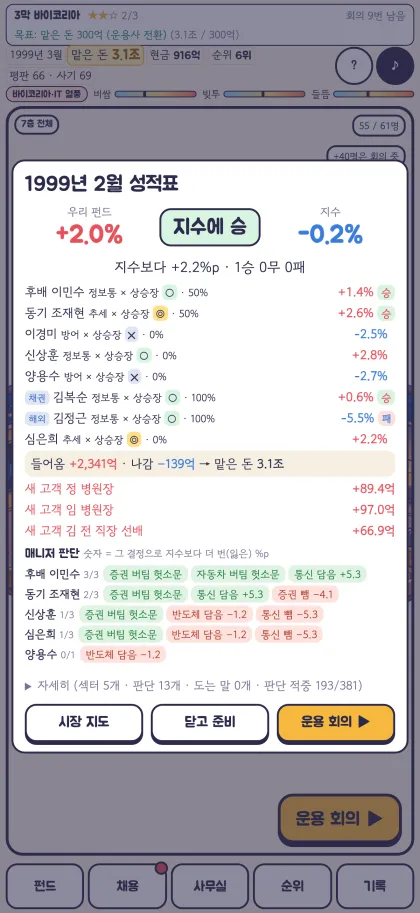 3막 바이코리아 ★★☆ 2/3 회의 9번 남음
목표: 맡은 돈 300억 (운용사 전환) (3.1조 / 300억)
1999년 3월 맡은 돈 3.1조 현금 916억 순위 6위
평판 66 · 사기 69
? ♪
바이코리아·IT 열풍 비쌈 빚투 들뜸
7층 전체 55 / 61명
+40명은 회의 중
1999년 2월 성적표
우리 펀드 지수
+2.0% 지수에 승 -0.2%
지수보다 +2.2%p · 1승 0무 0패
후배 이민수 정보통 × 상승장 ○ · 50% +1.4% 승
동기 조재현 추세 × 상승장 ◎ · 50% +2.6% 승
이경미 방어 × 상승장 ✕ · 0% -2.5%
신상훈 정보통 × 상승장 ○ · 0% +2.8%
양용수 방어 × 상승장 ✕ · 0% -2.7%
채권 김복순 정보통 × 상승장 ○ · 100% +0.6% 승
해외 김정근 정보통 × 상승장 ○ · 100% -5.5% 패
심은희 추세 × 상승장 ◎ · 0% +2.2%
들어옴 +2,341억 · 나감 −139억 → 맡은 돈 3.1조
새 고객 정 병원장 +89.4억
새 고객 임 병원장 +97.0억
새 고객 김 전 직장 선배 +66.9억
매니저 판단 숫자 = 그 결정으로 지수보다 더 번(잃은) %p
후배 이민수 3/3 증권 버팀 헛소문 자동차 버팀 헛소문 통신 담음 +5.3
동기 조재현 2/3 증권 버팀 헛소문 통신 담음 +5.3 증권 뺌 −4.1
신상훈 1/3 증권 버팀 헛소문 반도체 담음 −1.2 통신 뺌 −5.3
심은희 1/3 증권 버팀 헛소문 반도체 담음 −1.2 통신 뺌 −5.3
양용수 0/1 반도체 담음 −1.2
▶ 자세히 (섹터 5개 · 판단 13개 · 도는 말 0개 · 판단 적중 193/381)
시장 지도 닫고 준비 운용 회의 ▶
운용 회의 ▶
펀드 채용 사무실 순위 기록